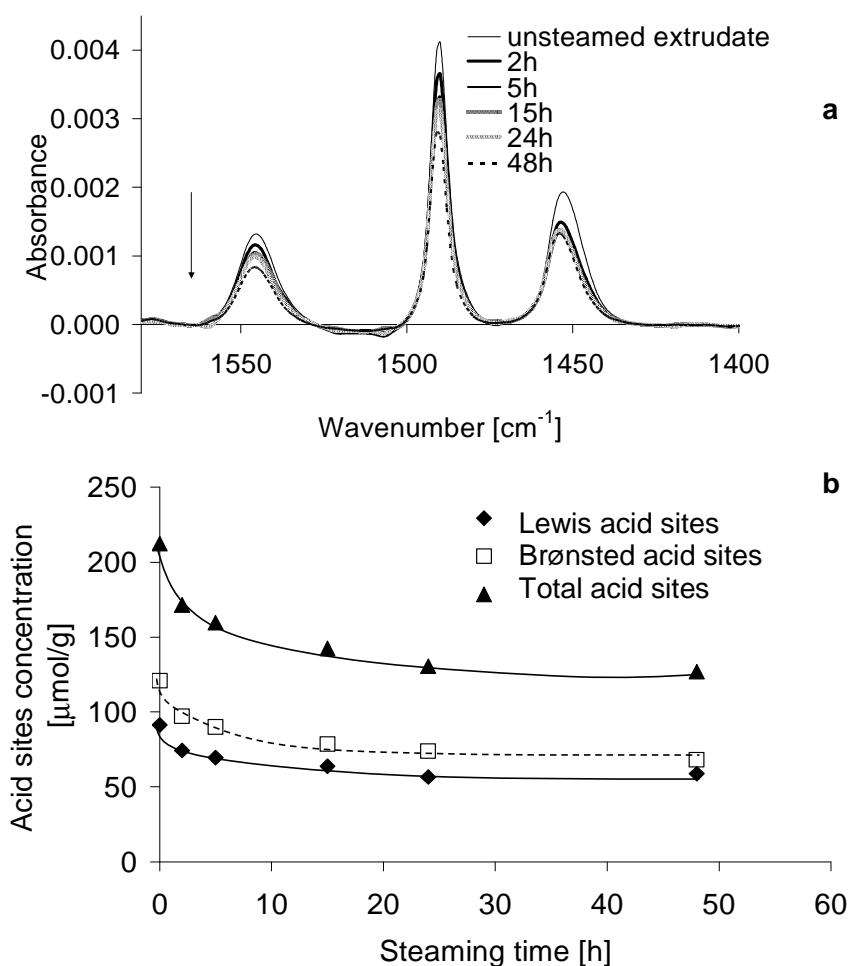 unsteamed extrudate
2h
5h
15h
24h
48h
a
0.004
0.003
0.002
0.001
0.000
-0.001
Absorbance
1550
1500
1450
1400
Wavenumber [cm⁻¹]
b
250
200
150
100
50
0
Acid sites concentration
[μmol/g]
Lewis acid sites
Brønsted acid sites
Total acid sites
0
10
20
30
40
50
60
Steaming time [h]